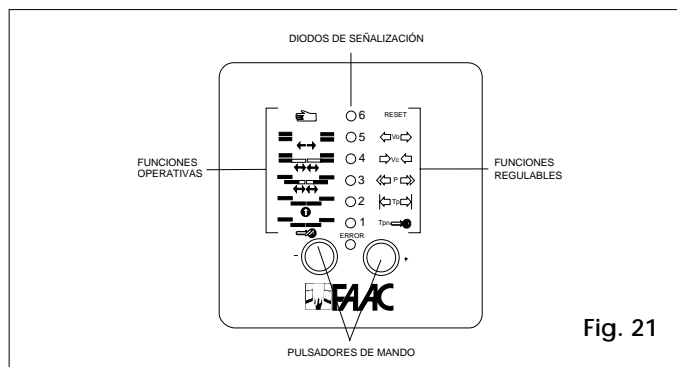 DIODOS DE SEÑALIZACIÓN
6 RESET
5 Vo
4 Vc
3 P
2 Tp
1 Tpn
FUNCIONES
OPERATIVAS
FUNCIONES
REGULABLES
ERROR
- +
FAAC
PULSADORES DE MANDO
Fig. 21